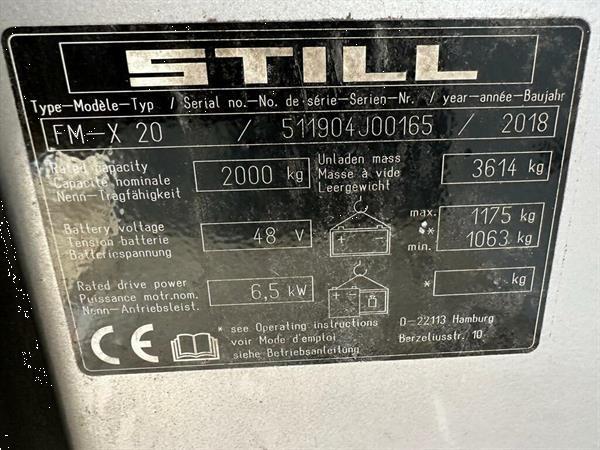 STILL
Type-Modèle-Typ / Serial no.-No. de série-Serien-Nr. / year-année-Baujahr
FM-X 20 / 511904J00165 / 2018
Rated capacity
Capacité nominale
Nenn-Tragfähigkeit
2000 kg
Unladen mass
Masse à vide
Leergewicht
3614 kg
Battery voltage
Tension batterie
Batteriespannung
48 V
+ -
max. 1175 kg
*
min. 1063 kg
Rated drive power
Puissance motr.nom.
Nenn-Antriebsleist.
6,5 kW
+ -
* kg
CE
* see Operating instructions
voir Mode d'emploi
siehe Betriebsanleitung
D-22113 Hamburg
Berzeliusstr. 10